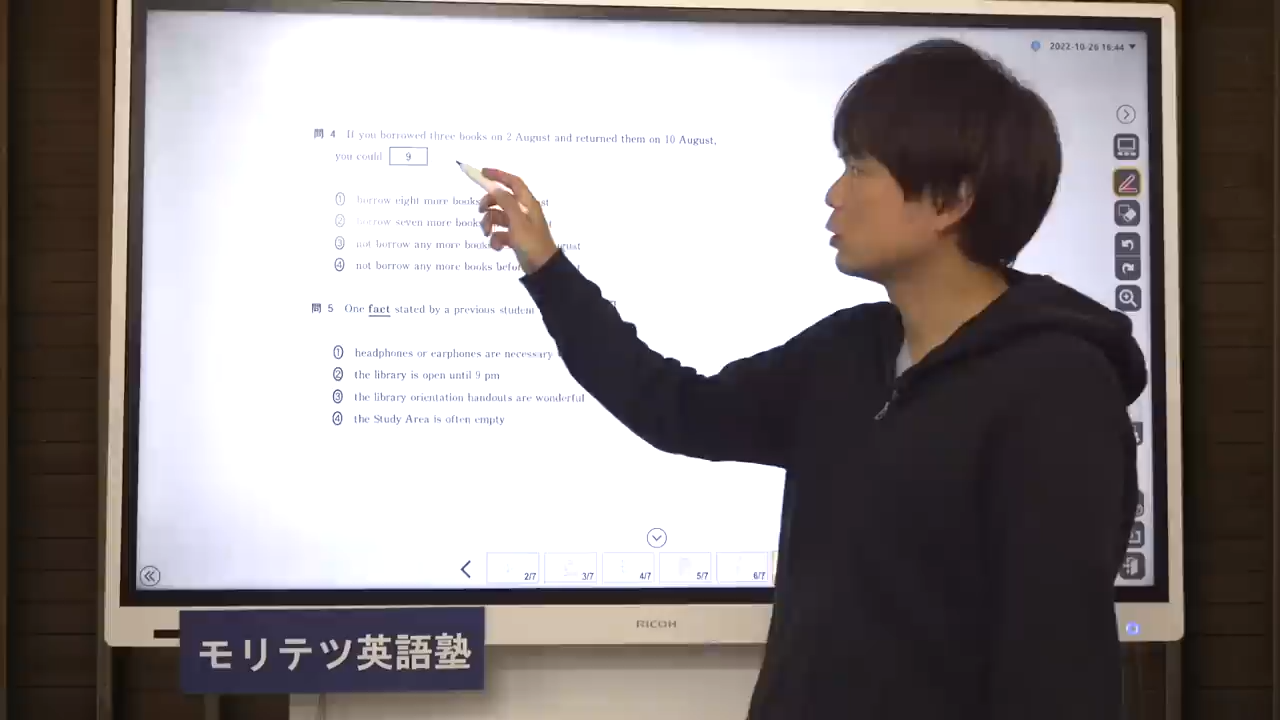 2022-10-26 16:44
問 4 If you borrowed three books on 2 August and returned them on 10 August,
you could 9
① borrow eight more books
② borrow seven more books
③ not borrow any more books
④ not borrow any more books
問 5 One fact stated by a previous student
① headphones or earphones are necessary
② the library is open until 9 pm
③ the library orientation handouts are wonderful
④ the Study Area is often empty
2/7 3/7 4/7 5/7 6/7
RICOH
モリテツ英語塾